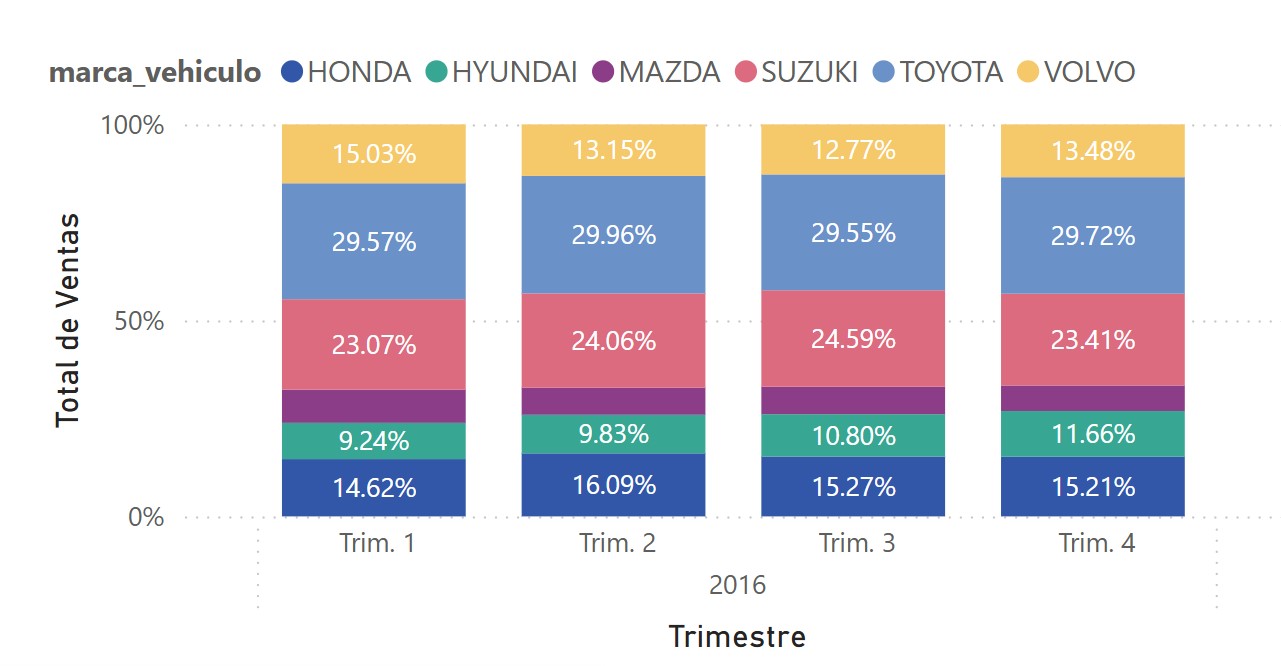 marca_vehiculo HONDA HYUNDAI MAZDA SUZUKI TOYOTA VOLVO
100%
50%
0%
Total de Ventas
15.03% 13.15% 12.77% 13.48%
29.57% 29.96% 29.55% 29.72%
23.07% 24.06% 24.59% 23.41%
9.24% 9.83% 10.80% 11.66%
14.62% 16.09% 15.27% 15.21%
Trim. 1 Trim. 2 Trim. 3 Trim. 4
2016
Trimestre